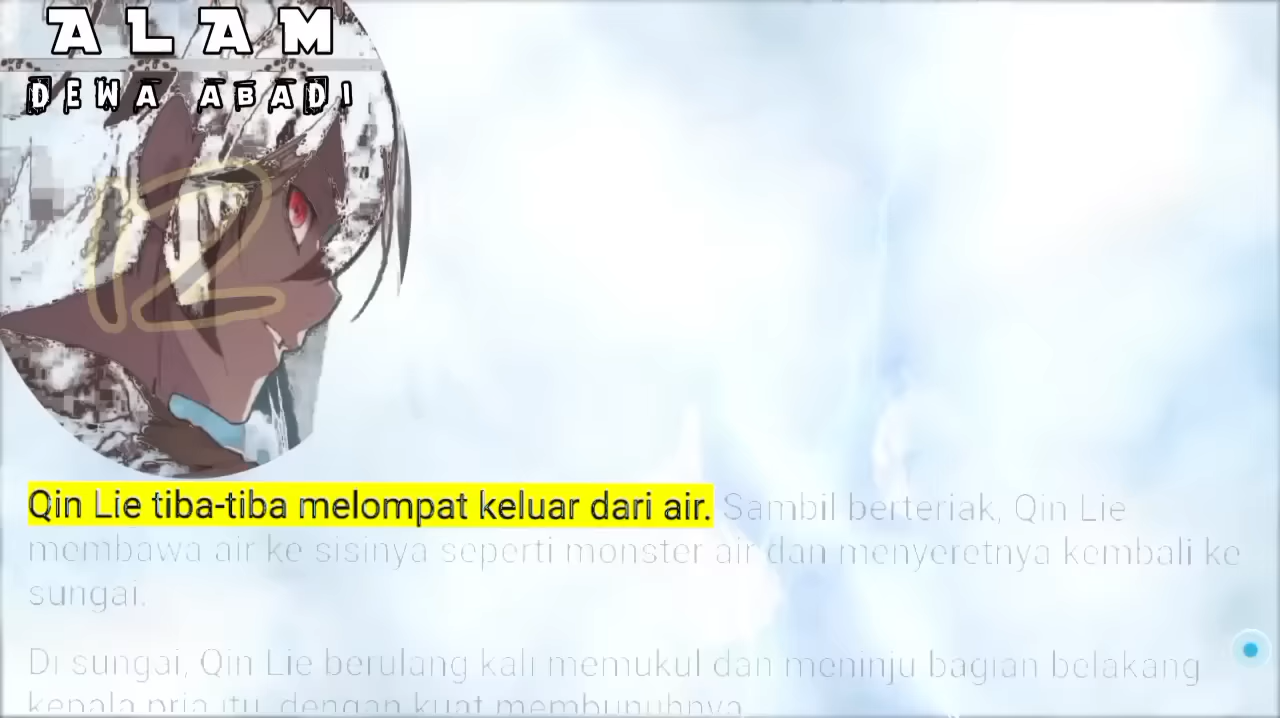 ALAM
DEWA ABADI
12
Qin Lie tiba-tiba melompat keluar dari air. Sambil berteriak, Qin Lie
membawa air ke sisinya seperti monster air dan menyeretnya kembali ke
sungai.
Di sungai, Qin Lie berulang kali memukul dan meninju bagian belakang
kepala pria itu, dengan kuat membunuhnya